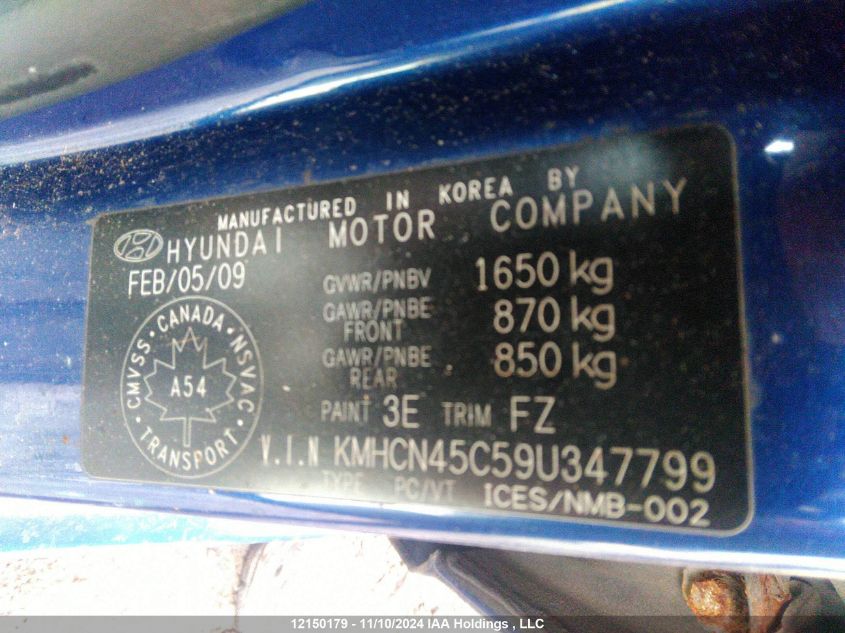 MANUFACTURED IN KOREA BY
HYUNDAI MOTOR COMPANY
FEB/05/09
GVWR/PNBV 1650 kg
GAWR/PNBE FRONT 870 kg
GAWR/PNBE REAR 850 kg
CMVSS · CANADA · NSVAC · TRANSPORT ·
A54
PAINT 3E TRIM FZ
V.I.N KMHCN45C59U347799
TYPE PC/VT ICES/NMB-002
12150179 - 11/10/2024 IAA Holdings , LLC